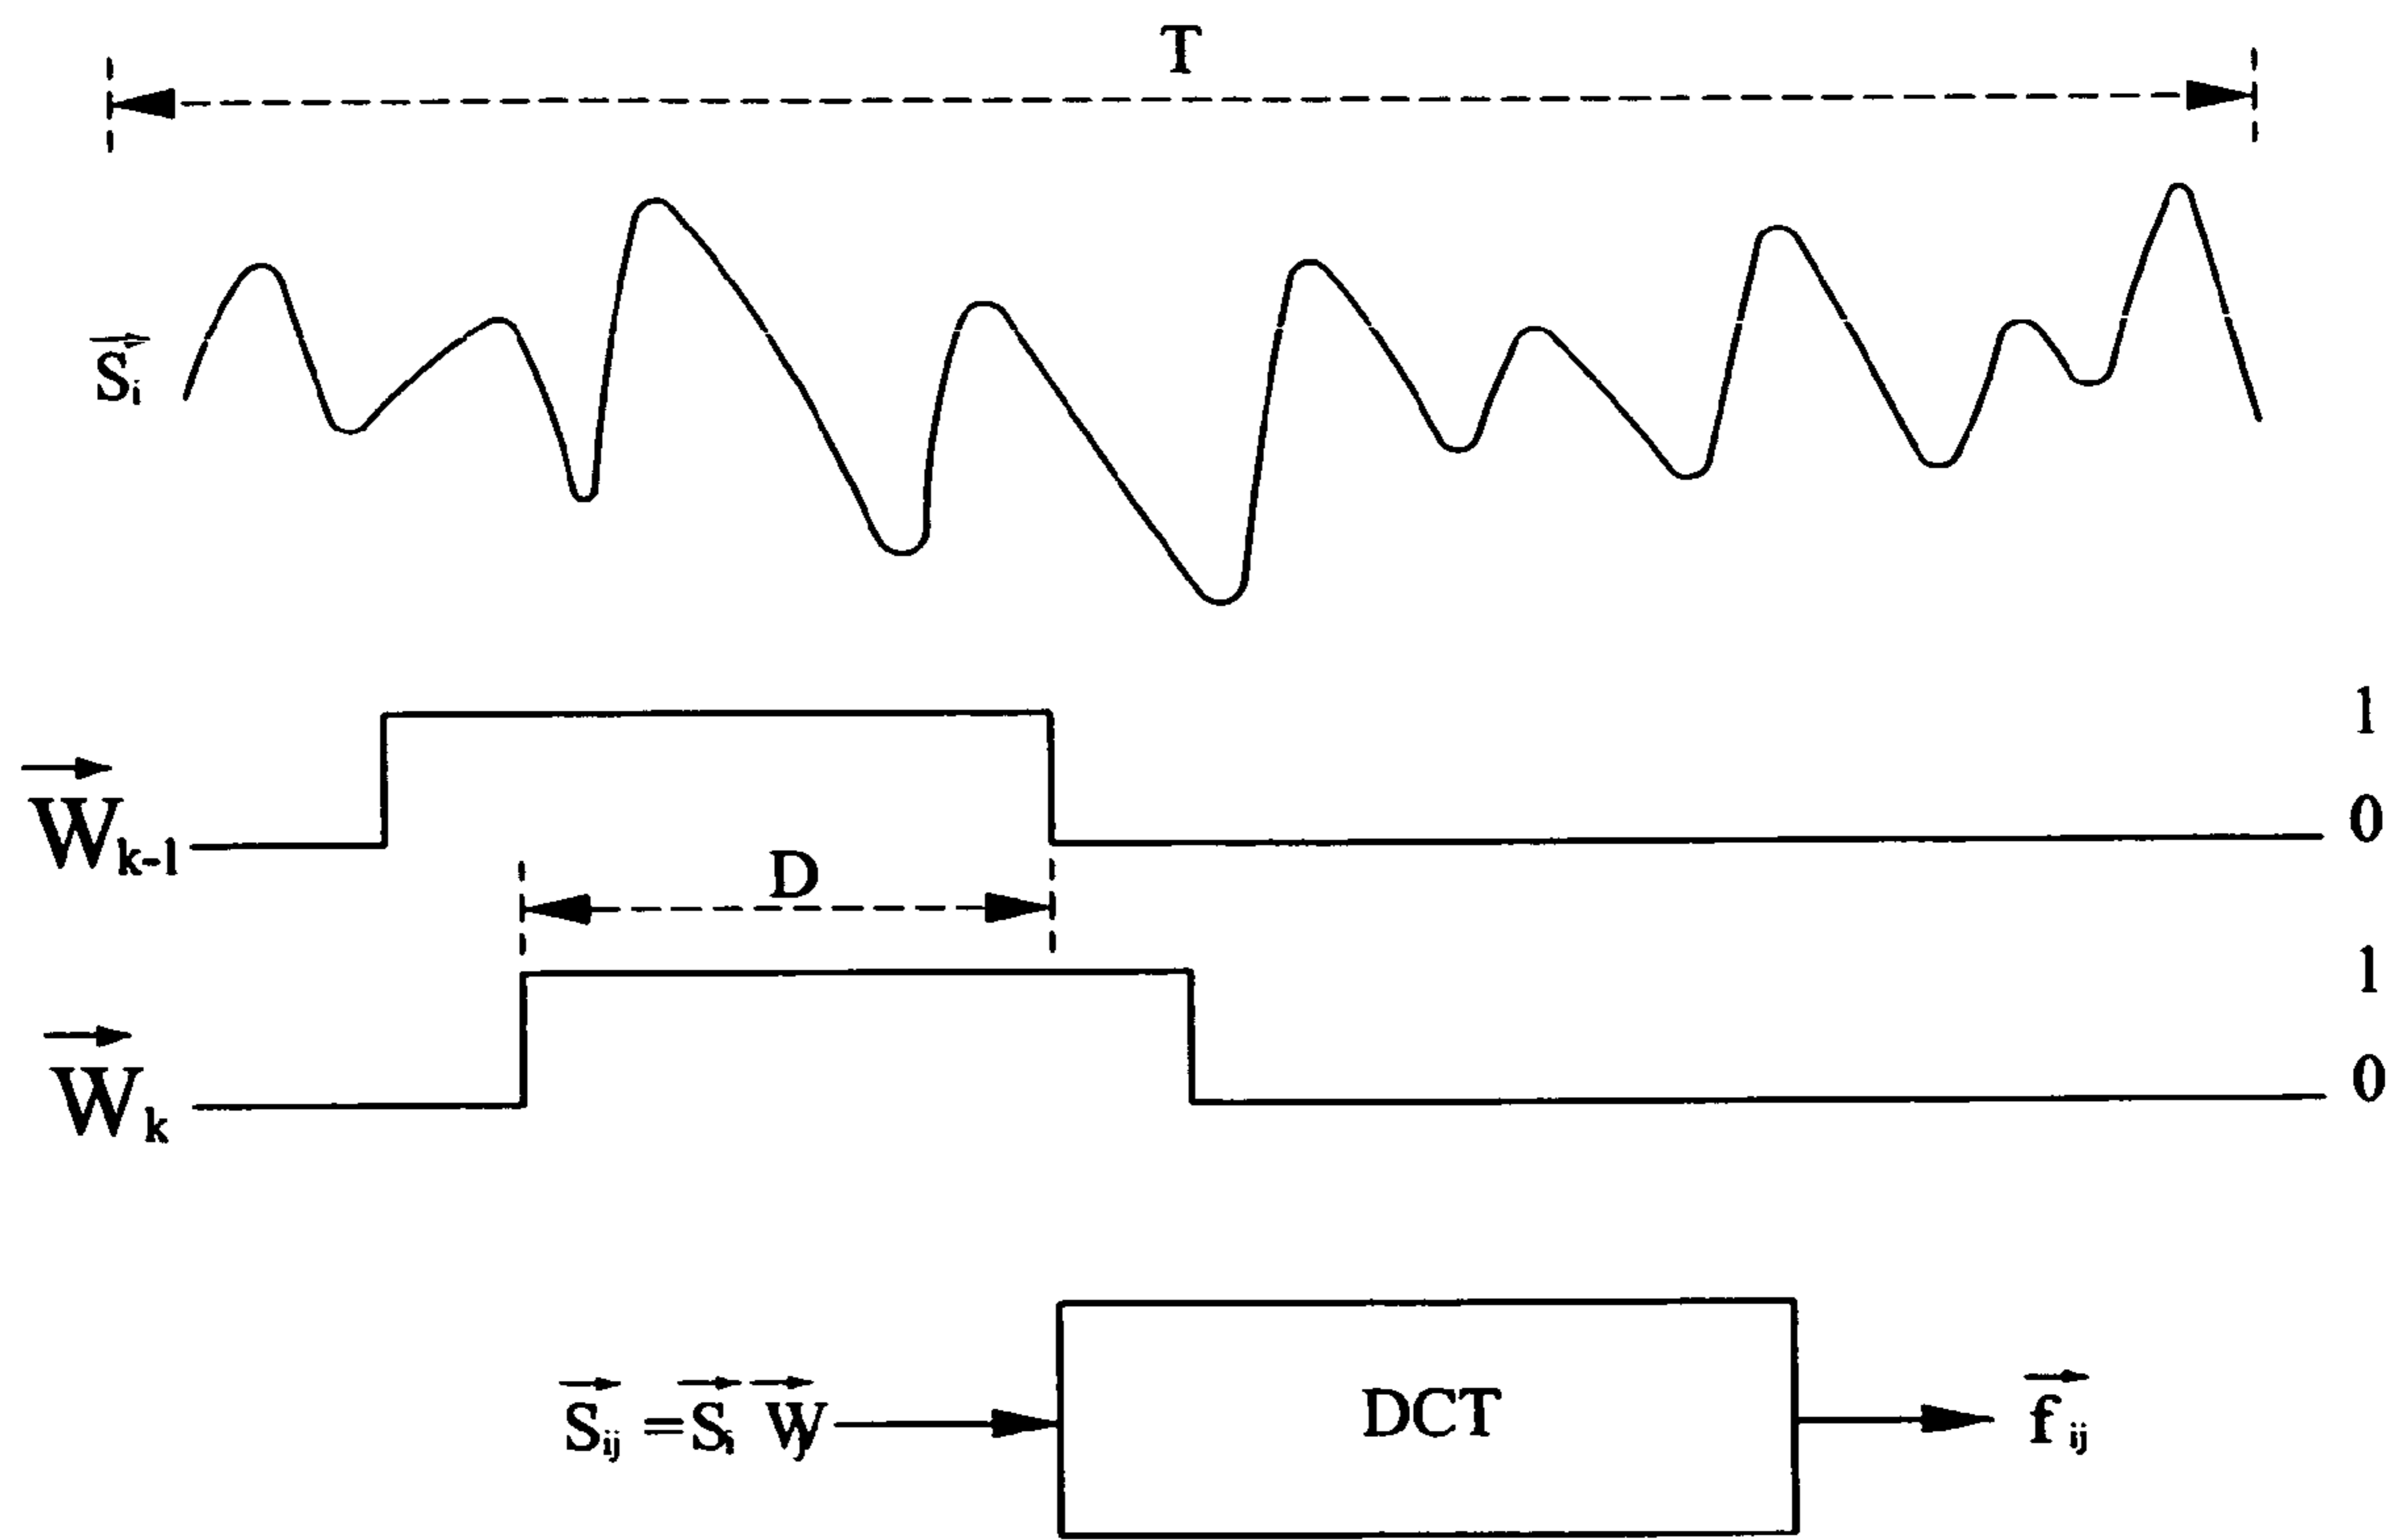 T
S⃗i
1
W⃗k-1
0
D
1
W⃗k
0
S⃗ij = S⃗i W⃗j
DCT
f⃗ij